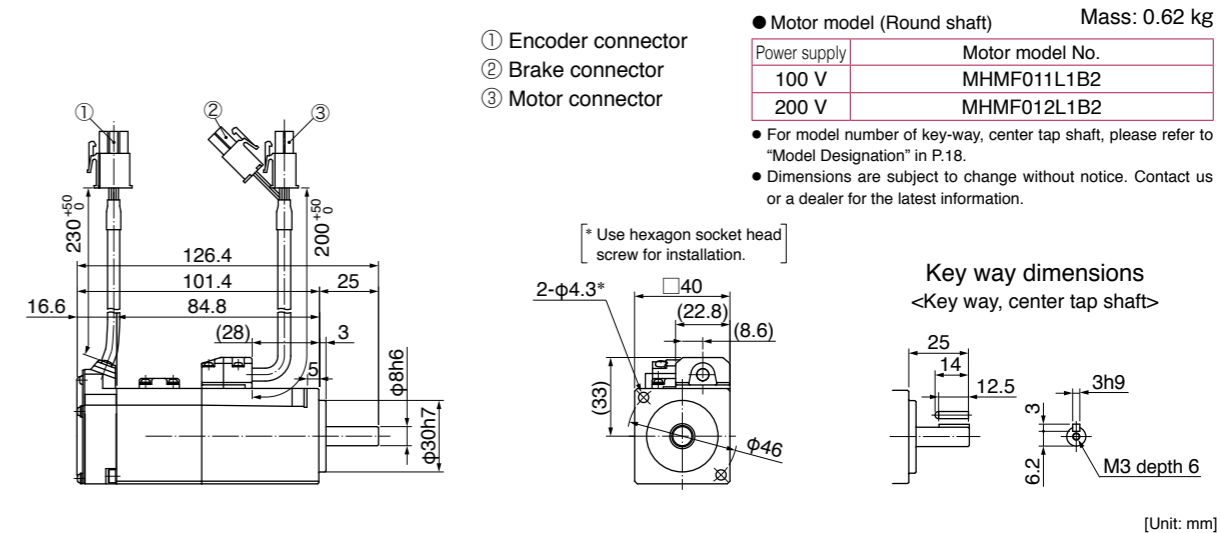 ① Encoder connector
② Brake connector
③ Motor connector
● Motor model (Round shaft)
Mass: 0.62 kg
Power supply Motor model No.
100 V MHMF011L1B2
200 V MHMF012L1B2
● For model number of key-way, center tap shaft, please refer to
“Model Designation” in P.18.
● Dimensions are subject to change without notice. Contact us
or a dealer for the latest information.
① ② ③
230 +50 0
200 +50 0
126.4
101.4 25
16.6 84.8
(28) 3
5
φ8h6
φ30h7
* Use hexagon socket head
screw for installation.
2-φ4.3* □40
(22.8)
(8.6)
(33)
φ46
Key way dimensions
<Key way, center tap shaft>
25
14
12.5
3h9
3
6.2
M3 depth 6
[Unit: mm]